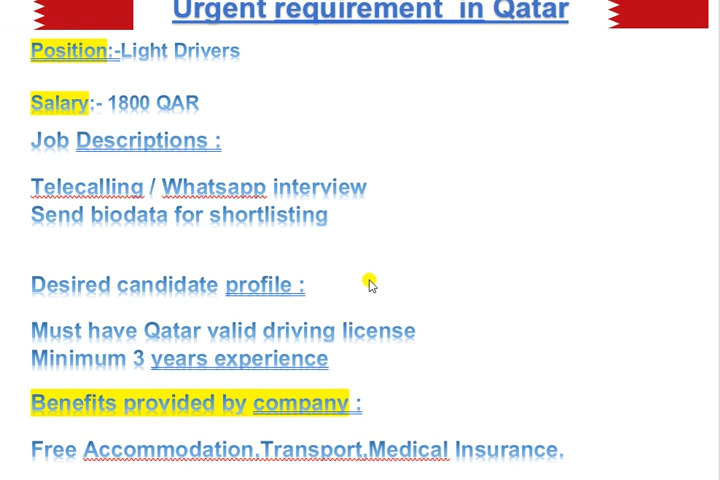 Urgent requirement in Qatar
Position:-Light Drivers
Salary:- 1800 QAR
Job Descriptions :
Telecalling / Whatsapp interview
Send biodata for shortlisting
Desired candidate profile :
Must have Qatar valid driving license
Minimum 3 years experience
Benefits provided by company :
Free Accommodation,Transport,Medical Insurance.